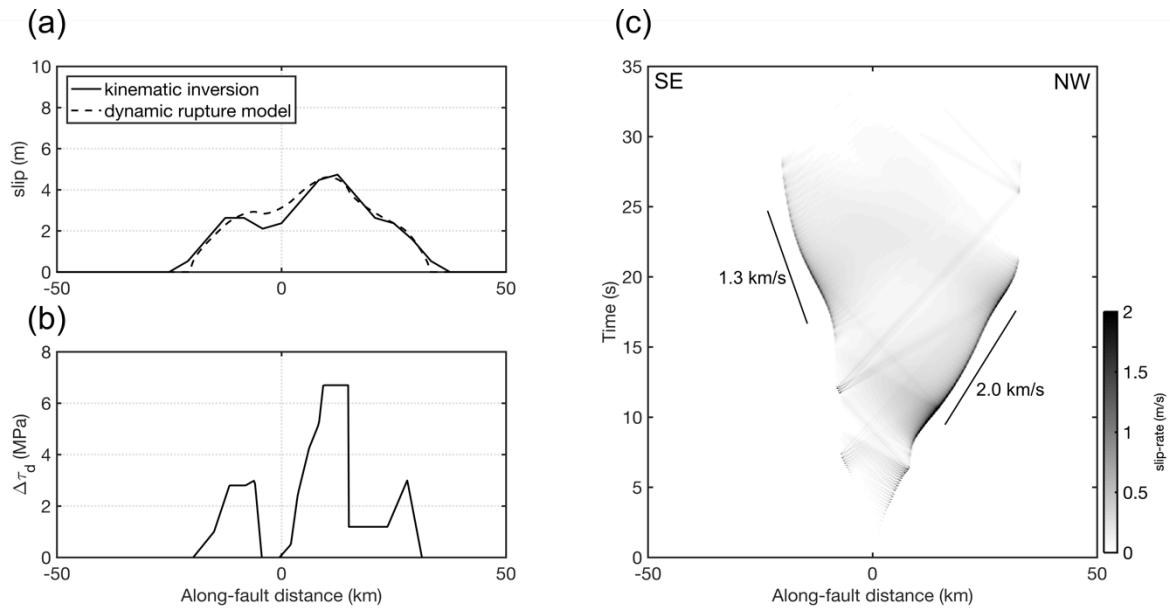 (a)
10
8
6
4
2
0
slip (m)
kinematic inversion
dynamic rupture model
-50
0
50
(b)
8
6
4
2
0
Δτd (MPa)
-50
0
50
Along-fault distance (km)
(c)
SE
NW
35
30
25
20
15
10
5
0
Time (s)
1.3 km/s
2.0 km/s
-50
0
50
Along-fault distance (km)
2
1.5
1
0.5
0
slip-rate (m/s)